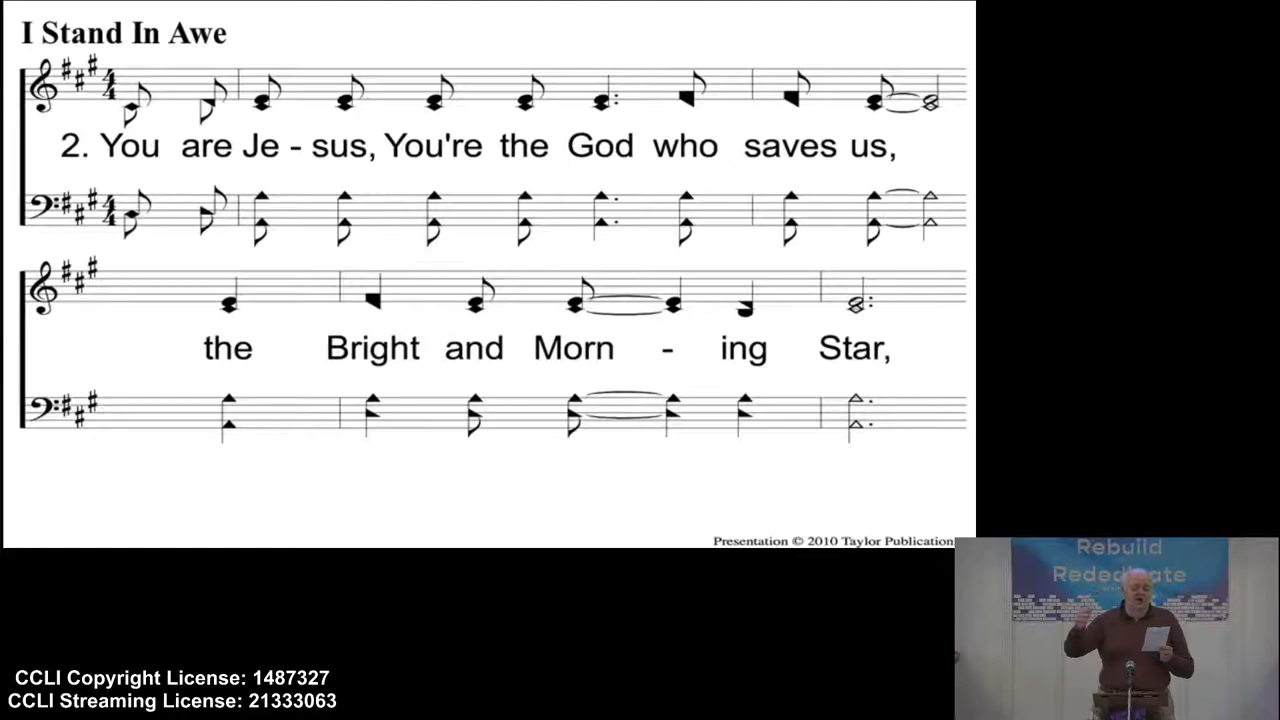 I Stand In Awe
2. You are Je - sus, You're the God who saves us,
the Bright and Morn - ing Star,
Presentation © 2010 Taylor Publication
Rebuild
Rededicate
CCLI Copyright License: 1487327
CCLI Streaming License: 21333063